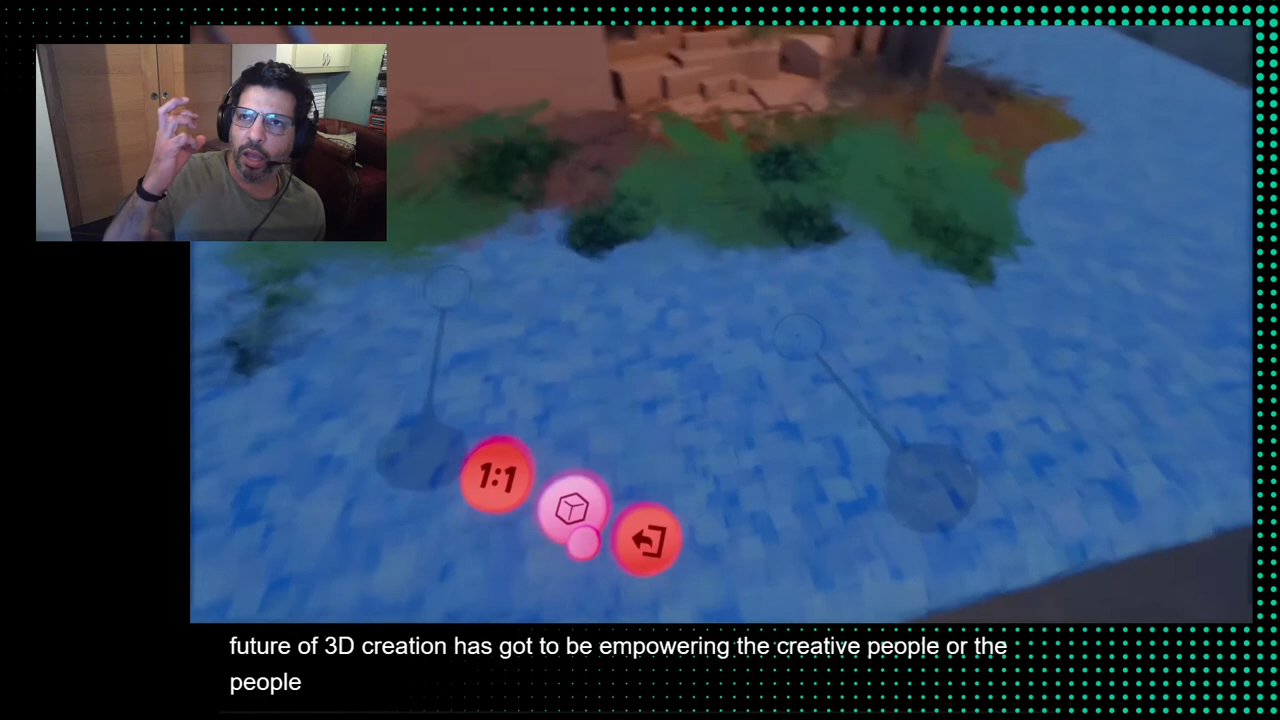 1:1
future of 3D creation has got to be empowering the creative people or the
people